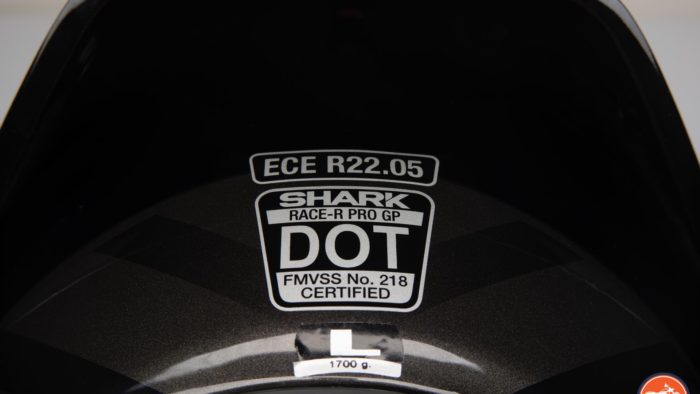 ECE R22.05
SHARK
RACE-R PRO GP
DOT
FMVSS No. 218
CERTIFIED
L
1700 g.